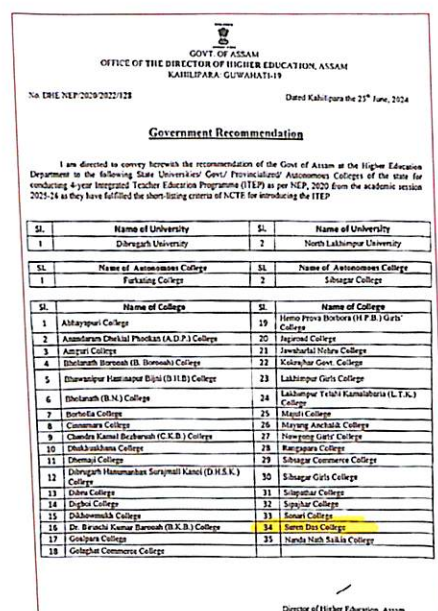 GOVT. OF ASSAM
OFFICE OF THE DIRECTOR OF HIGHER EDUCATION, ASSAM
KAHILIPARA: GUWAHATI-19
No. DHE NEP/2020/2022/128 Dated Kahilipara the 25th June, 2024
Government Recommendation
I am directed to convey herewith the recommendation of the Govt of Assam at the Higher Education
Department to the following State Universities/ Govt/ Provincialized/ Autonomous Colleges of the state for
conducting 4-year Integrated Teacher Education Programme (ITEP) as per NEP, 2020 from the academic session
2025-26 as they have fulfilled the short-listing criteria of NCTE for introducing the ITEP
Sl. Name of University Sl. Name of University
1 Dibrugarh University 2 North Lakhimpur University
Sl. Name of Autonomous College Sl. Name of Autonomous College
1 Furkating College 2 Sibsagar College
Sl. Name of College Sl. Name of College
1 Abhayapuri College 19 Hemo Prova Borbora (H.P.B.) Girls' College
2 Anandaram Dhekial Phookan (A.D.P.) College 20 Jagiroad College
3 Amguri College 21 Jawharlal Nehru College
4 Bholanath Borooah (B. Borooah) College 22 Kokrajhar Govt. College
5 Bhawanipur Hastinapur Bijni (B.H.B) College 23 Lakhimpur Girls College
6 Bholanath (B.N.) College 24 Lakhimpur Telahi Kamalabaria (L.T.K.) College
7 Borholla College 25 Majuli College
8 Cinnamara College 26 Mayang Anchalik College
9 Chandra Kamal Bezbaruah (C.K.B.) College 27 Nowgong Girls' College
10 Dhakuakhana College 28 Rangapara College
11 Dhemaji College 29 Sibsagar Commerce College
12 Dibrugarh Hanumanbax Surajmall Kanoi (D.H.S.K.) College 30 Sibsagar Girls College
13 Dibru College 31 Silapathar College
14 Digboi College 32 Sipajhar College
15 Dikhowmukh College 33 Sonari College
16 Dr. Birinchi Kumar Barooah (B.K.B.) College 34 Suren Das College
17 Goalpara College 35 Nanda Nath Saikia College
18 Golaghat Commerce College
Director of Higher Education, Assam